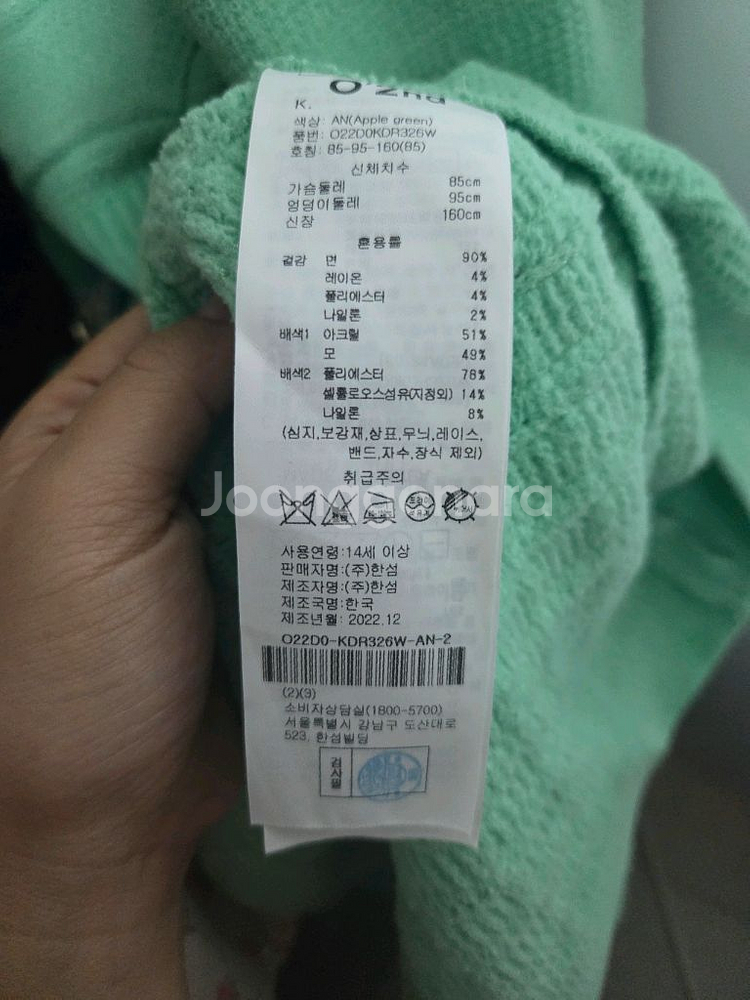 O'2nd
K.
색상: AN(Apple green)
품번: O22D0KDR326W
호칭: 85-95-160(85)
신체치수
가슴둘레 85cm
엉덩이둘레 95cm
신장 160cm
혼용률
겉감 면 90%
레이온 4%
폴리에스터 4%
나일론 2%
배색1 아크릴 51%
모 49%
배색2 폴리에스터 78%
셀룰로오스섬유(지정외) 14%
나일론 8%
(심지,보강재,상표,무늬,레이스,
밴드,자수,장식 제외)
취급주의
Joonggonara
사용연령:14세 이상
판매자명:(주)한섬
제조자명:(주)한섬
제조국명:한국
제조년월: 2022.12
O22D0-KDR326W-AN-2
(2)(3)
소비자상담실(1800-5700)
서울특별시 강남구 도산대로
523, 한섬빌딩
검사필